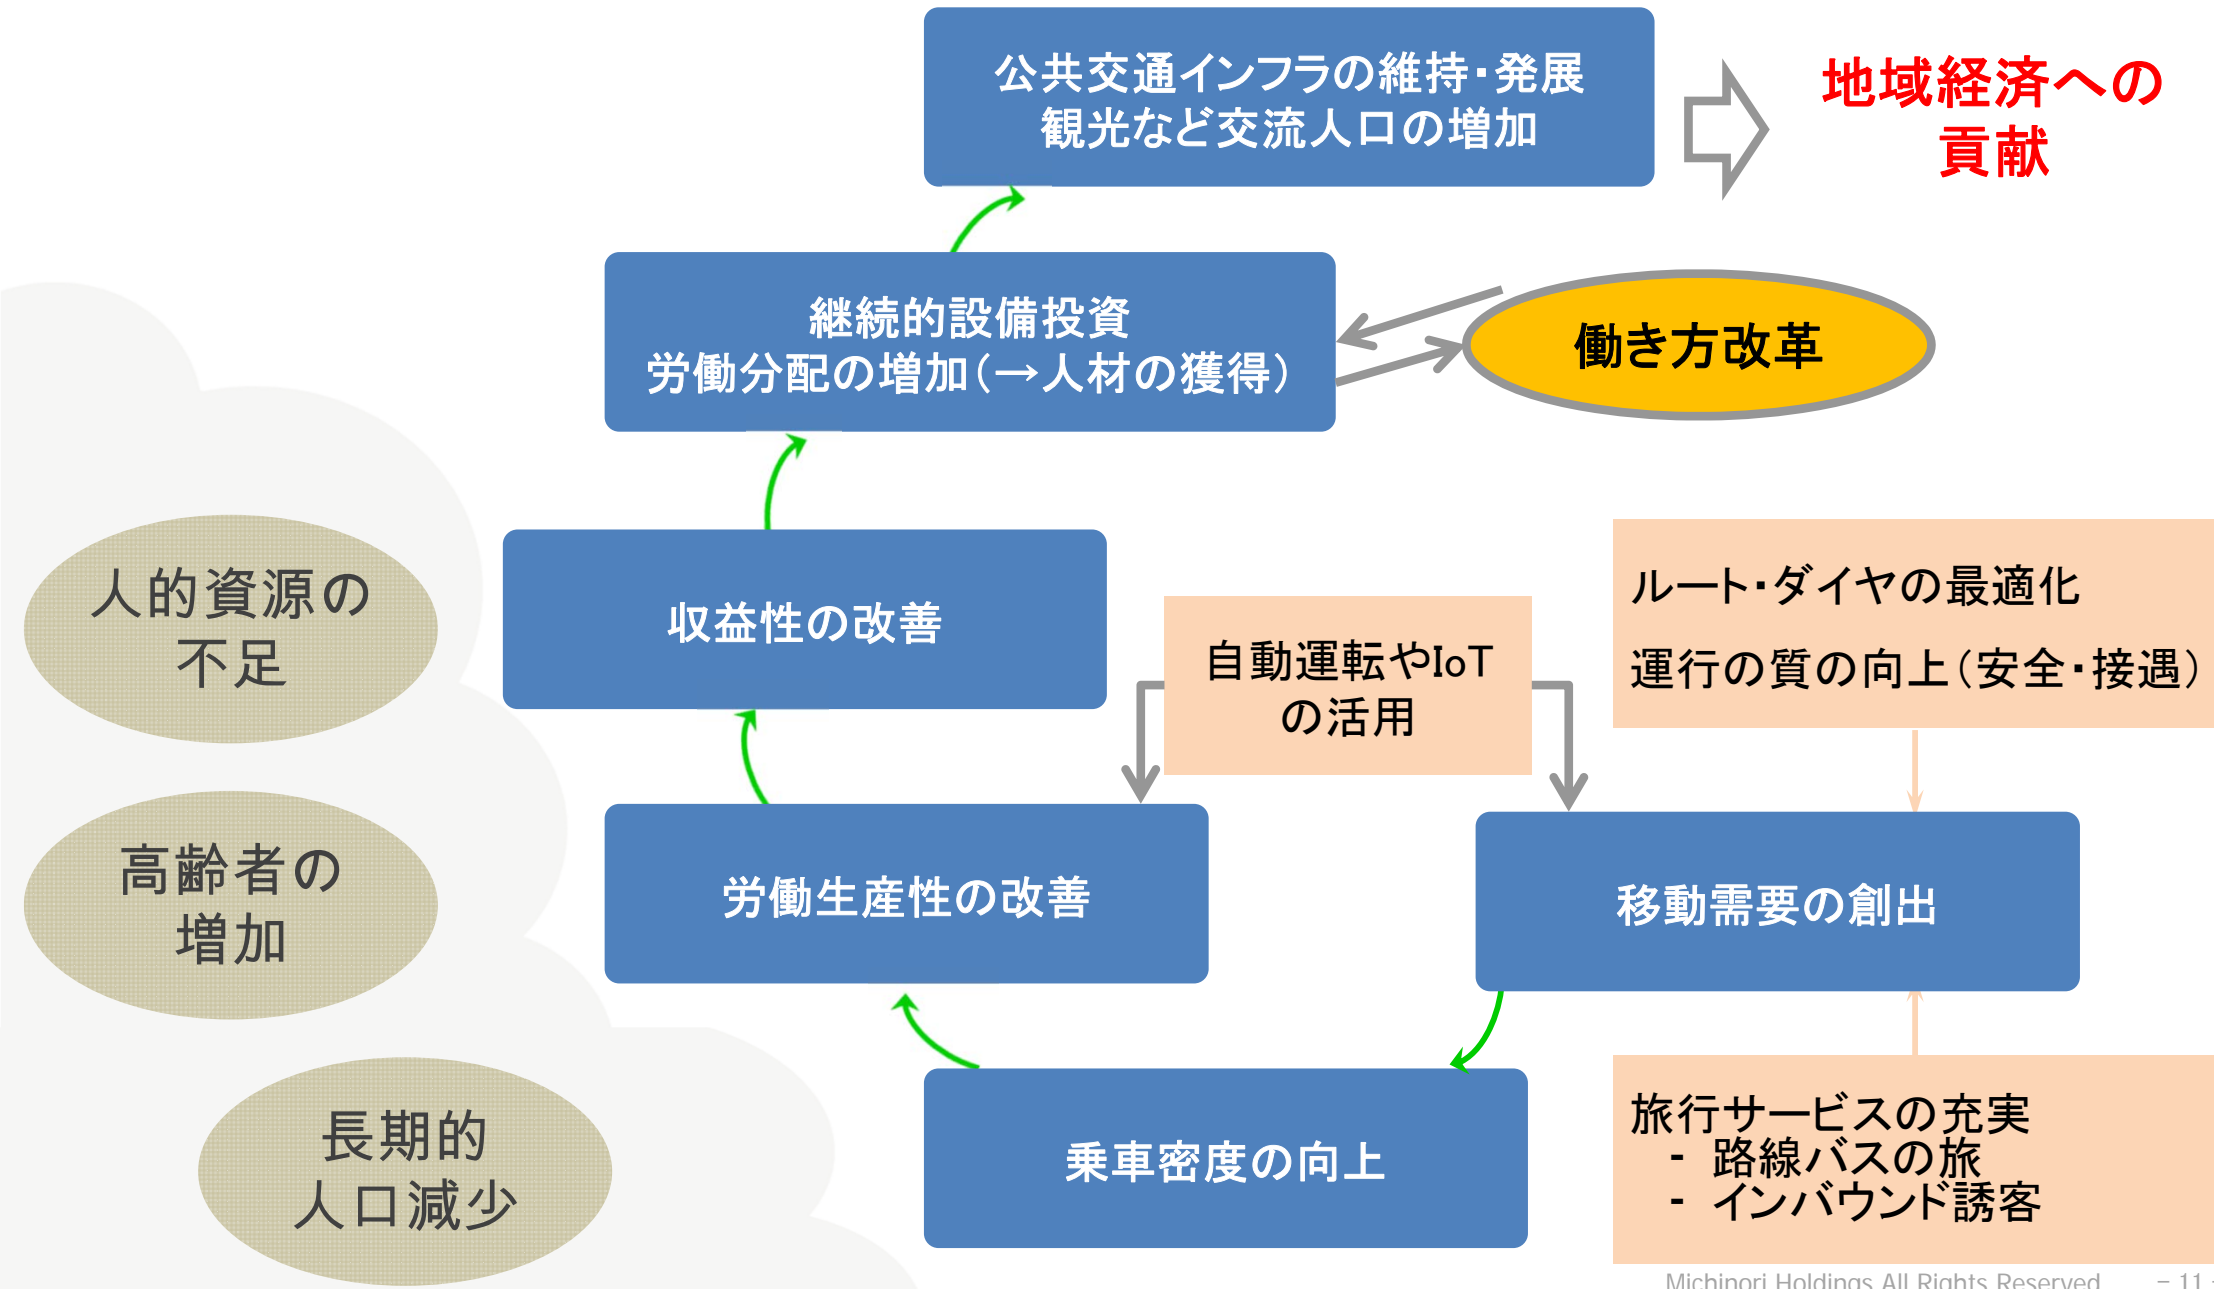 公共交通インフラの維持・発展
観光など交流人口の増加
地域経済への
貢献
継続的設備投資
労働分配の増加(→人材の獲得)
働き方改革
人的資源の
不足
収益性の改善
自動運転やIoT
の活用
ルート・ダイヤの最適化
運行の質の向上(安全・接遇)
高齢者の
増加
労働生産性の改善
移動需要の創出
長期的
人口減少
乗車密度の向上
旅行サービスの充実
- 路線バスの旅
- インバウンド誘客
Michinori Holdings All Rights Reserved
- 11 -